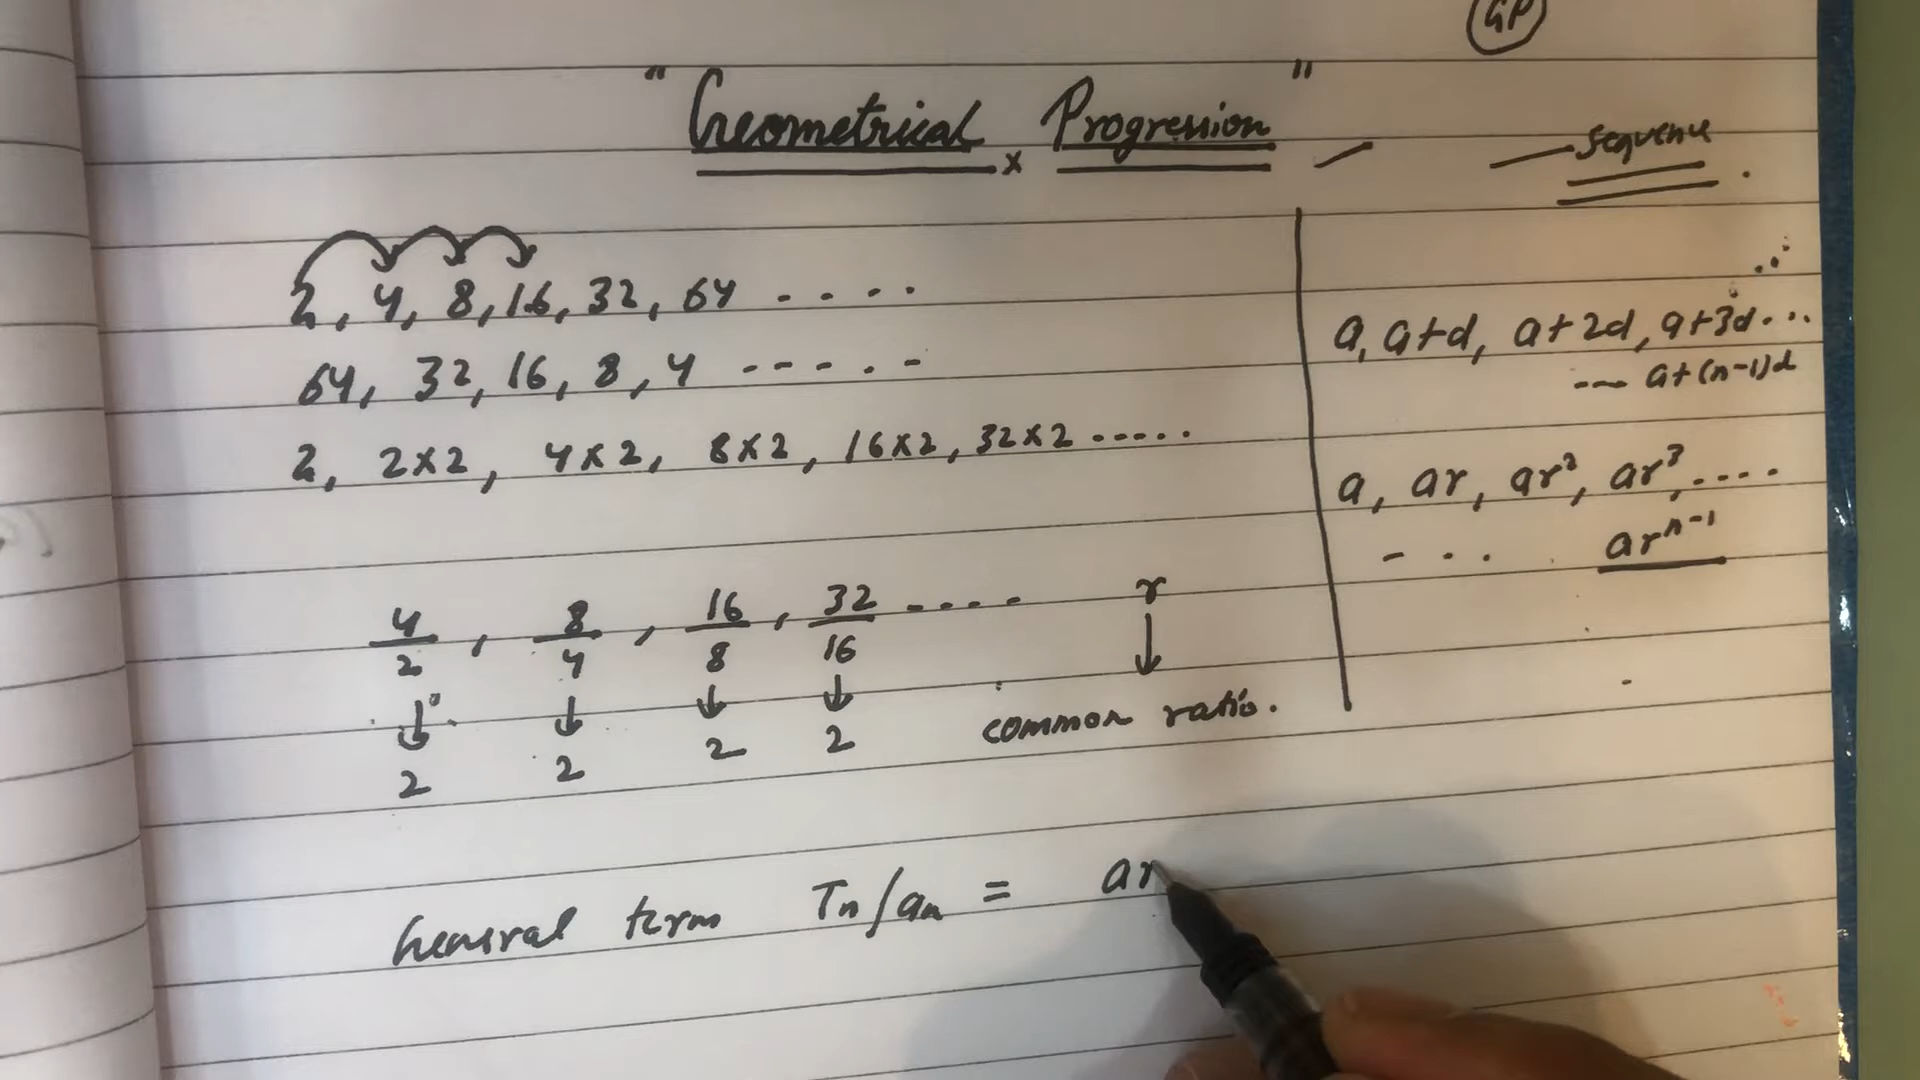 GP
" Geometrical Progression "
— sequence
2, 4, 8, 16, 32, 64 - - - -
64, 32, 16, 8, 4 - - - - -
2, 2×2, 4×2, 8×2, 16×2, 32×2 .....
a, a+d, a+2d, a+3d...
--- a+(n-1)d
a, ar, ar², ar³, ....
- - . arⁿ⁻¹
4/2, 8/4, 16/8, 32/16 - - - - r
↓ ↓ ↓ ↓ ↓
2 2 2 2 common ratio.
General term Tn/an = ar